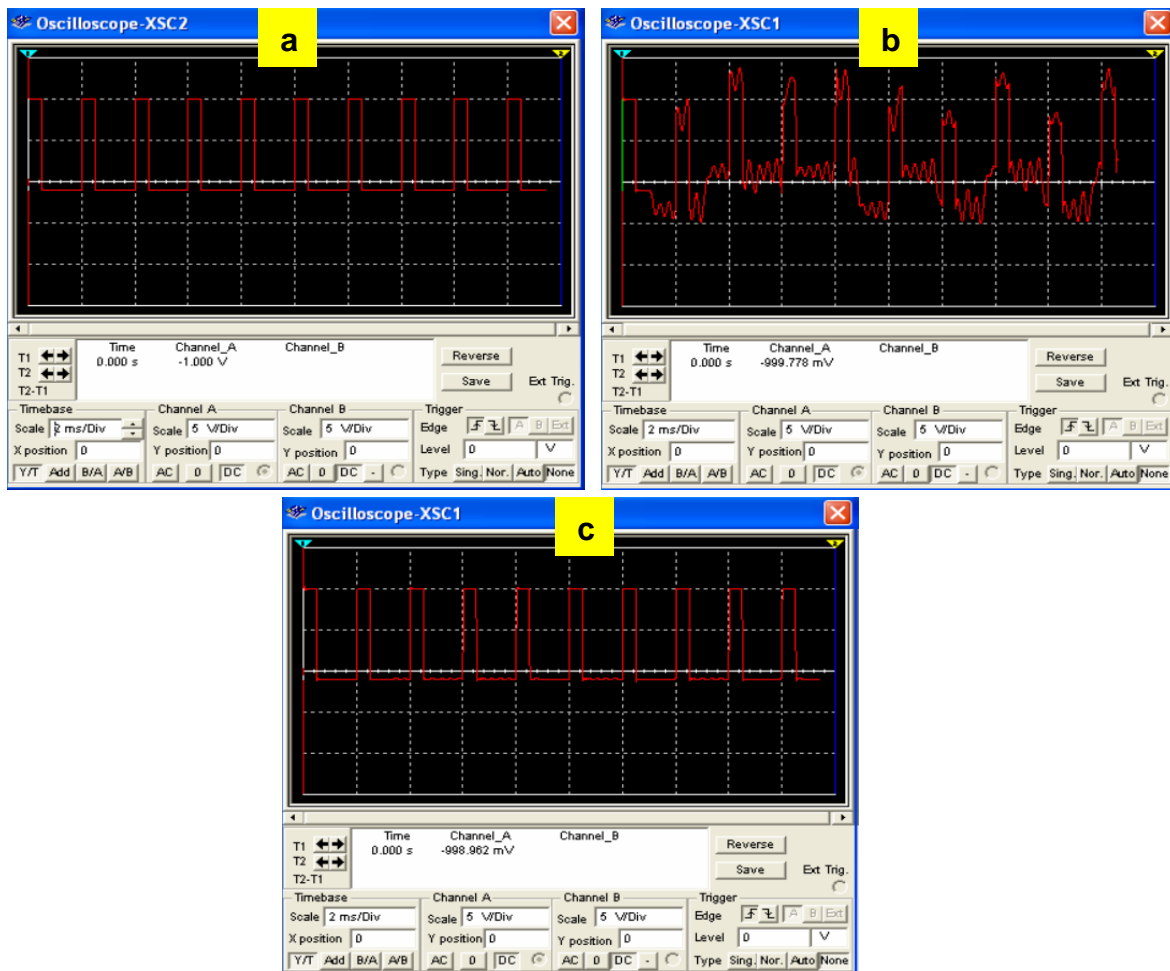 Oscilloscope-XSC2
a
T1
T2
T2-T1
Time Channel_A Channel_B
0.000 s -1.000 V
Reverse
Save
Ext Trig.
Timebase
Scale 2 ms/Div
X position 0
Y/T Add B/A A/B
Channel A
Scale 5 V/Div
Y position 0
AC 0 DC
Channel B
Scale 5 V/Div
Y position 0
AC 0 DC -
Trigger
Edge A B Ext
Level 0 V
Type Sing. Nor. Auto None
Oscilloscope-XSC1
b
T1
T2
T2-T1
Time Channel_A Channel_B
0.000 s -999.778 mV
Reverse
Save
Ext Trig.
Timebase
Scale 2 ms/Div
X position 0
Y/T Add B/A A/B
Channel A
Scale 5 V/Div
Y position 0
AC 0 DC
Channel B
Scale 5 V/Div
Y position 0
AC 0 DC -
Trigger
Edge A B Ext
Level 0 V
Type Sing. Nor. Auto None
Oscilloscope-XSC1
c
T1
T2
T2-T1
Time Channel_A Channel_B
0.000 s -998.962 mV
Reverse
Save
Ext Trig.
Timebase
Scale 2 ms/Div
X position 0
Y/T Add B/A A/B
Channel A
Scale 5 V/Div
Y position 0
AC 0 DC
Channel B
Scale 5 V/Div
Y position 0
AC 0 DC -
Trigger
Edge A B Ext
Level 0 V
Type Sing. Nor. Auto None